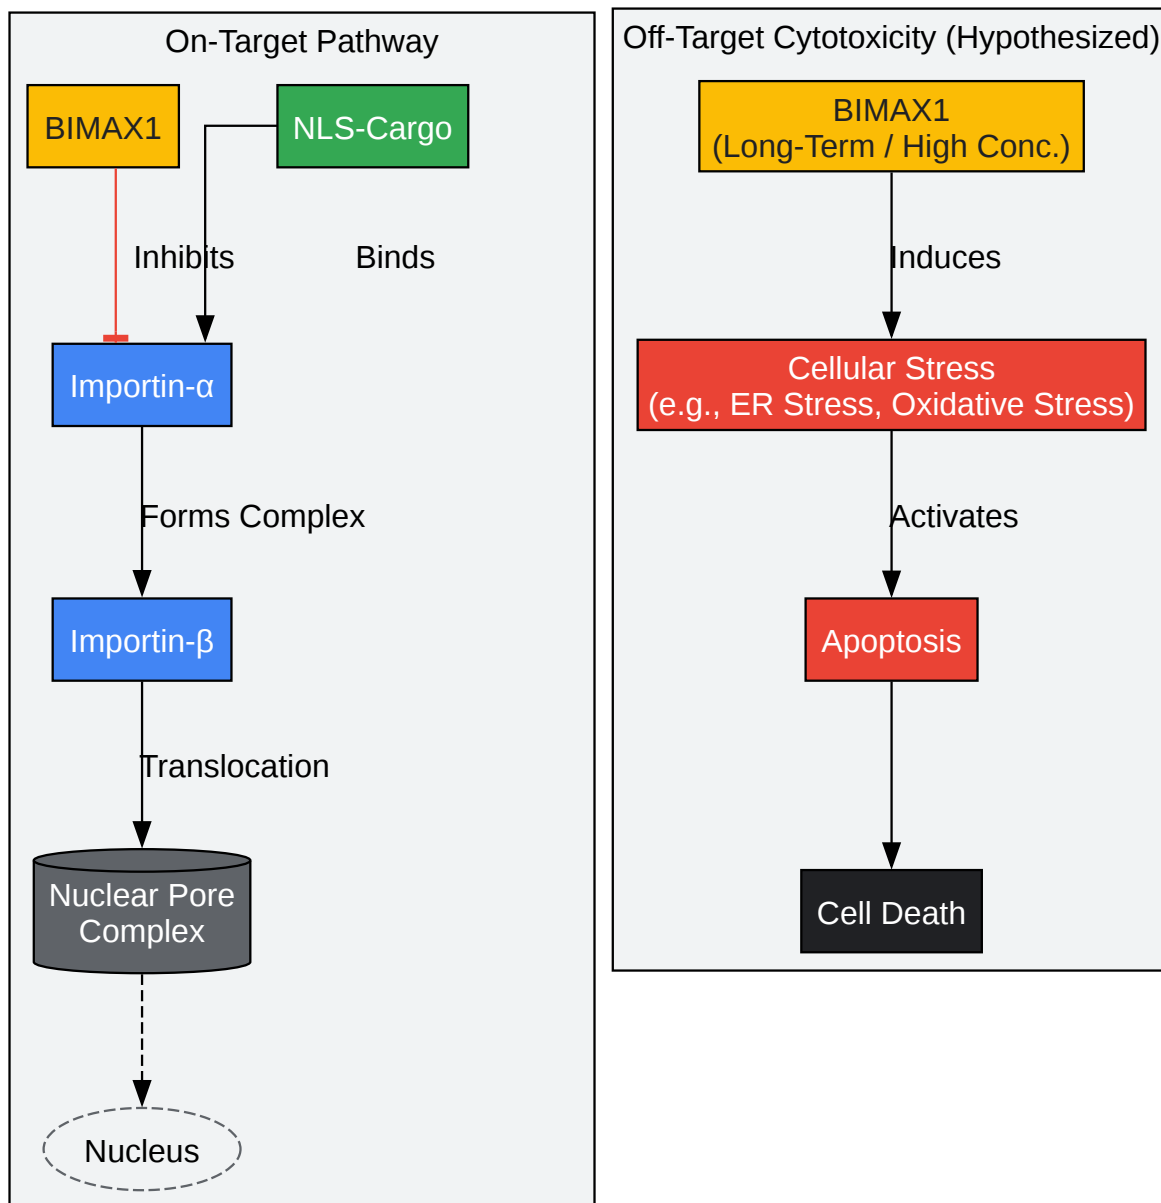 On-Target Pathway
BIMAX1
NLS-Cargo
Inhibits
Binds
Importin-α
Forms Complex
Importin-β
Translocation
Nuclear Pore
Complex
Nucleus
Off-Target Cytotoxicity (Hypothesized)
BIMAX1
(Long-Term / High Conc.)
Induces
Cellular Stress
(e.g., ER Stress, Oxidative Stress)
Activates
Apoptosis
Cell Death